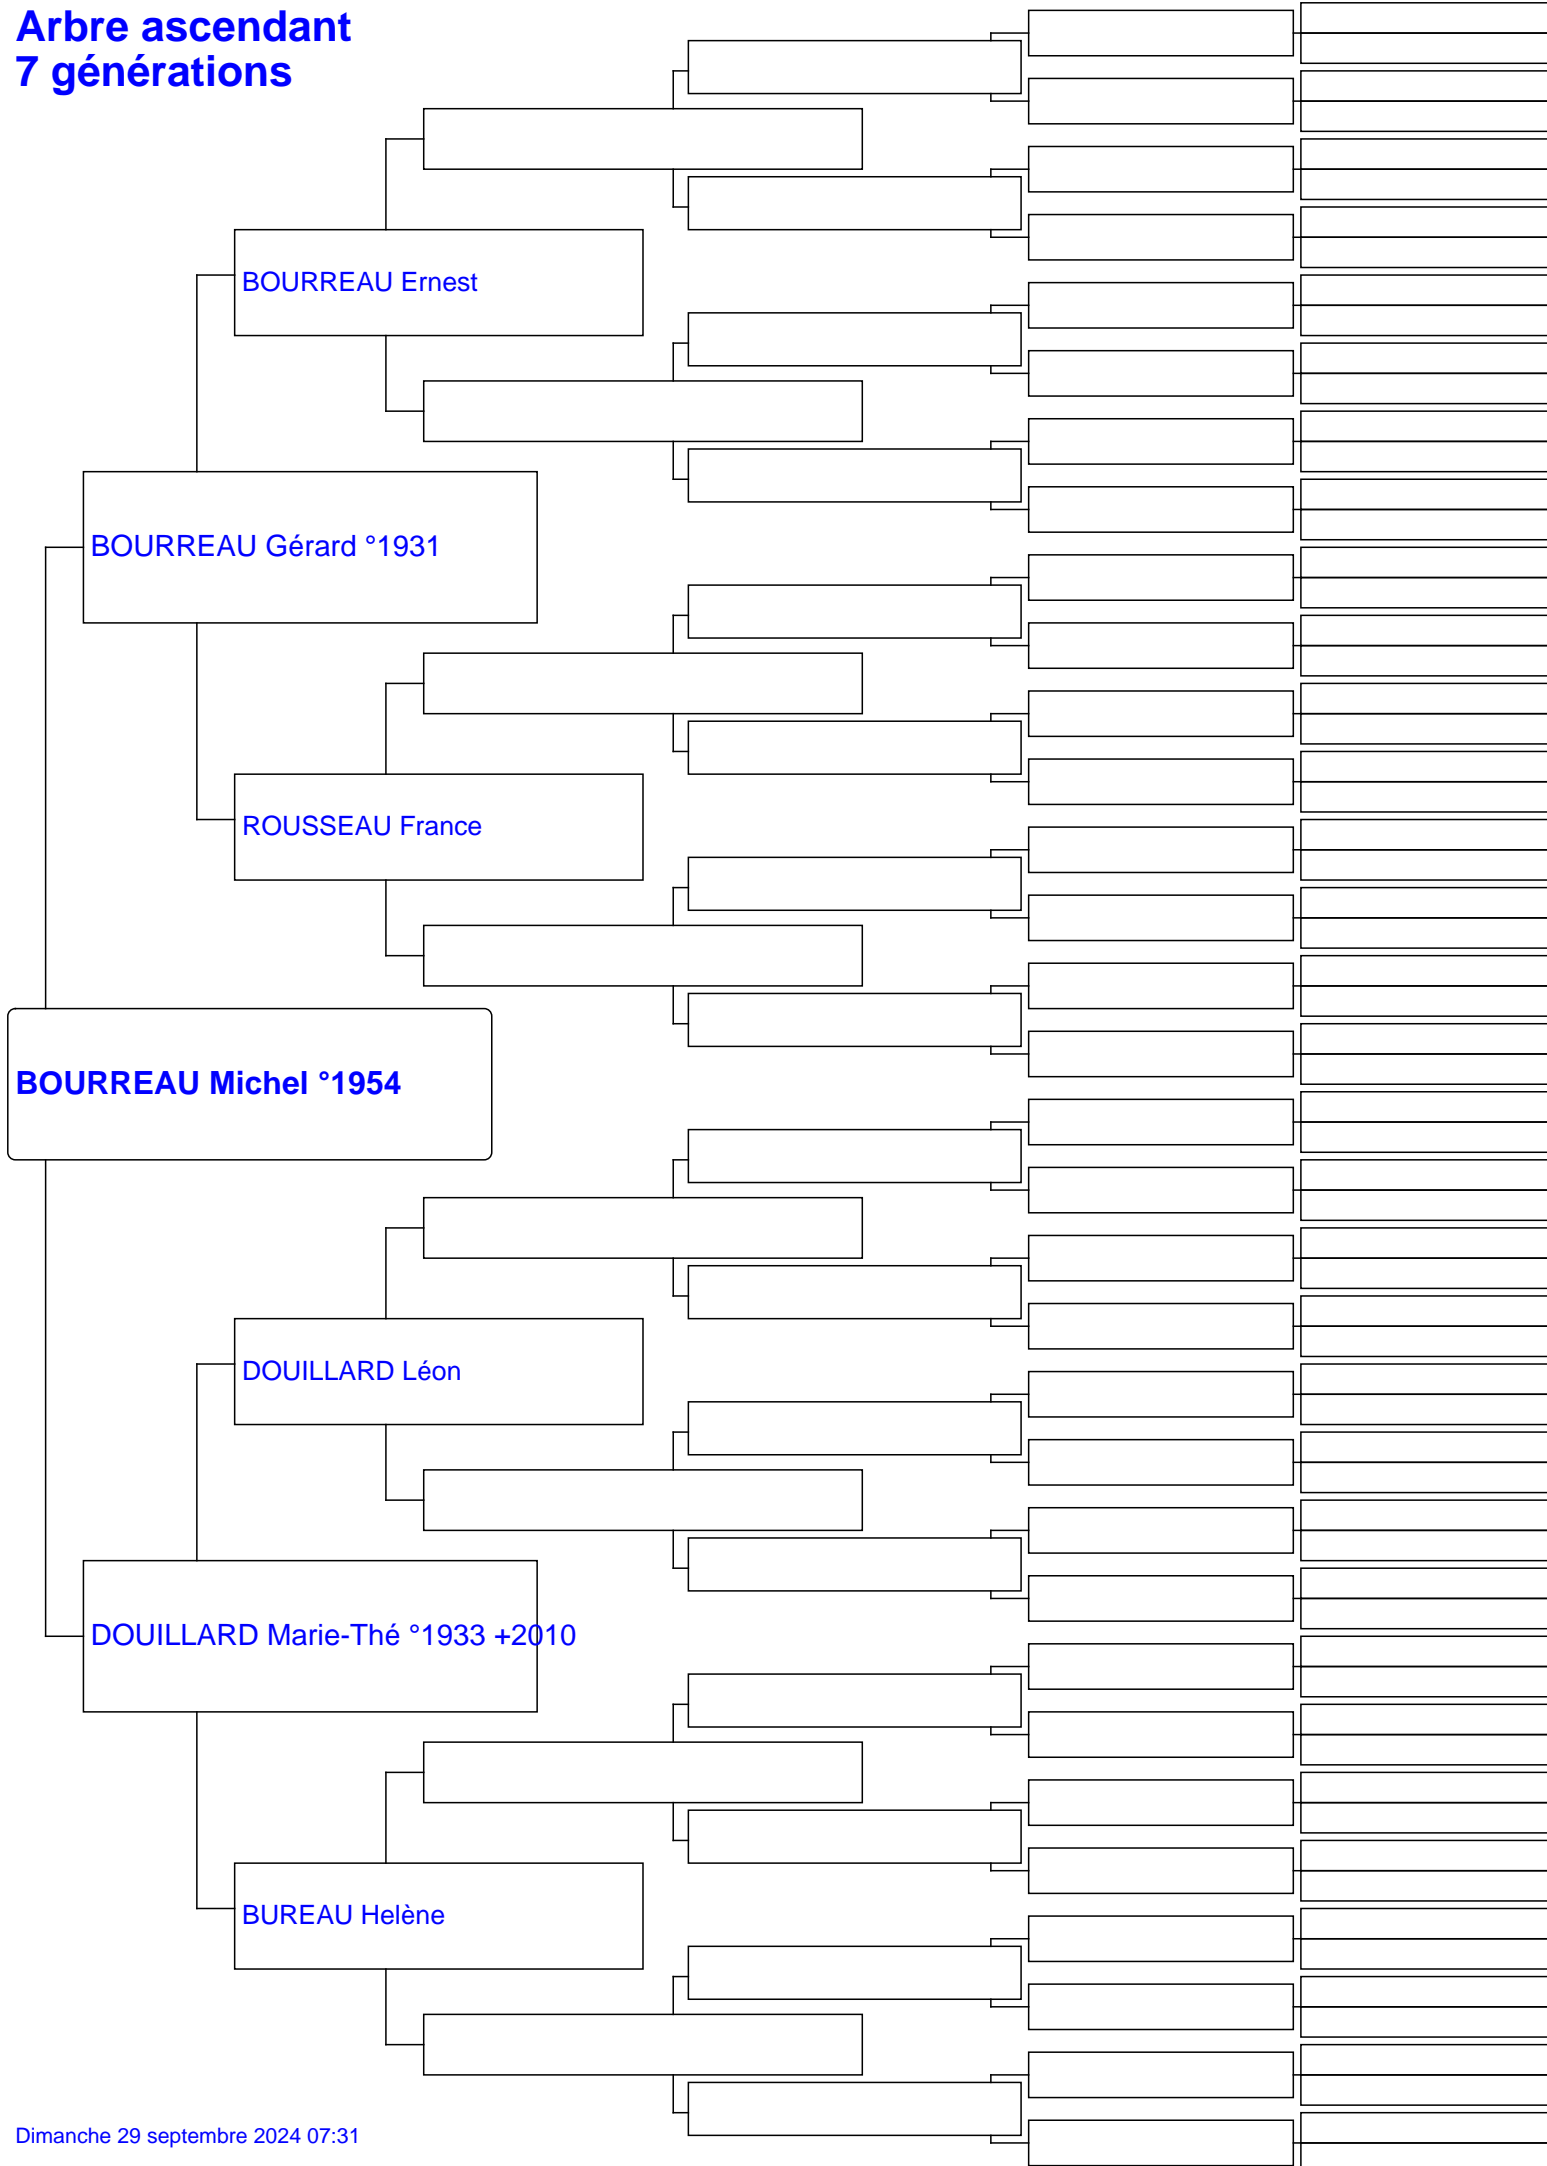 Arbre ascendant
7 générations
BOURREAU Ernest
BOURREAU Gérard °1931
ROUSSEAU France
BOURREAU Michel °1954
DOUILLARD Léon
DOUILLARD Marie-Thé °1933 +2010
BUREAU Helène
Dimanche 29 septembre 2024 07:31